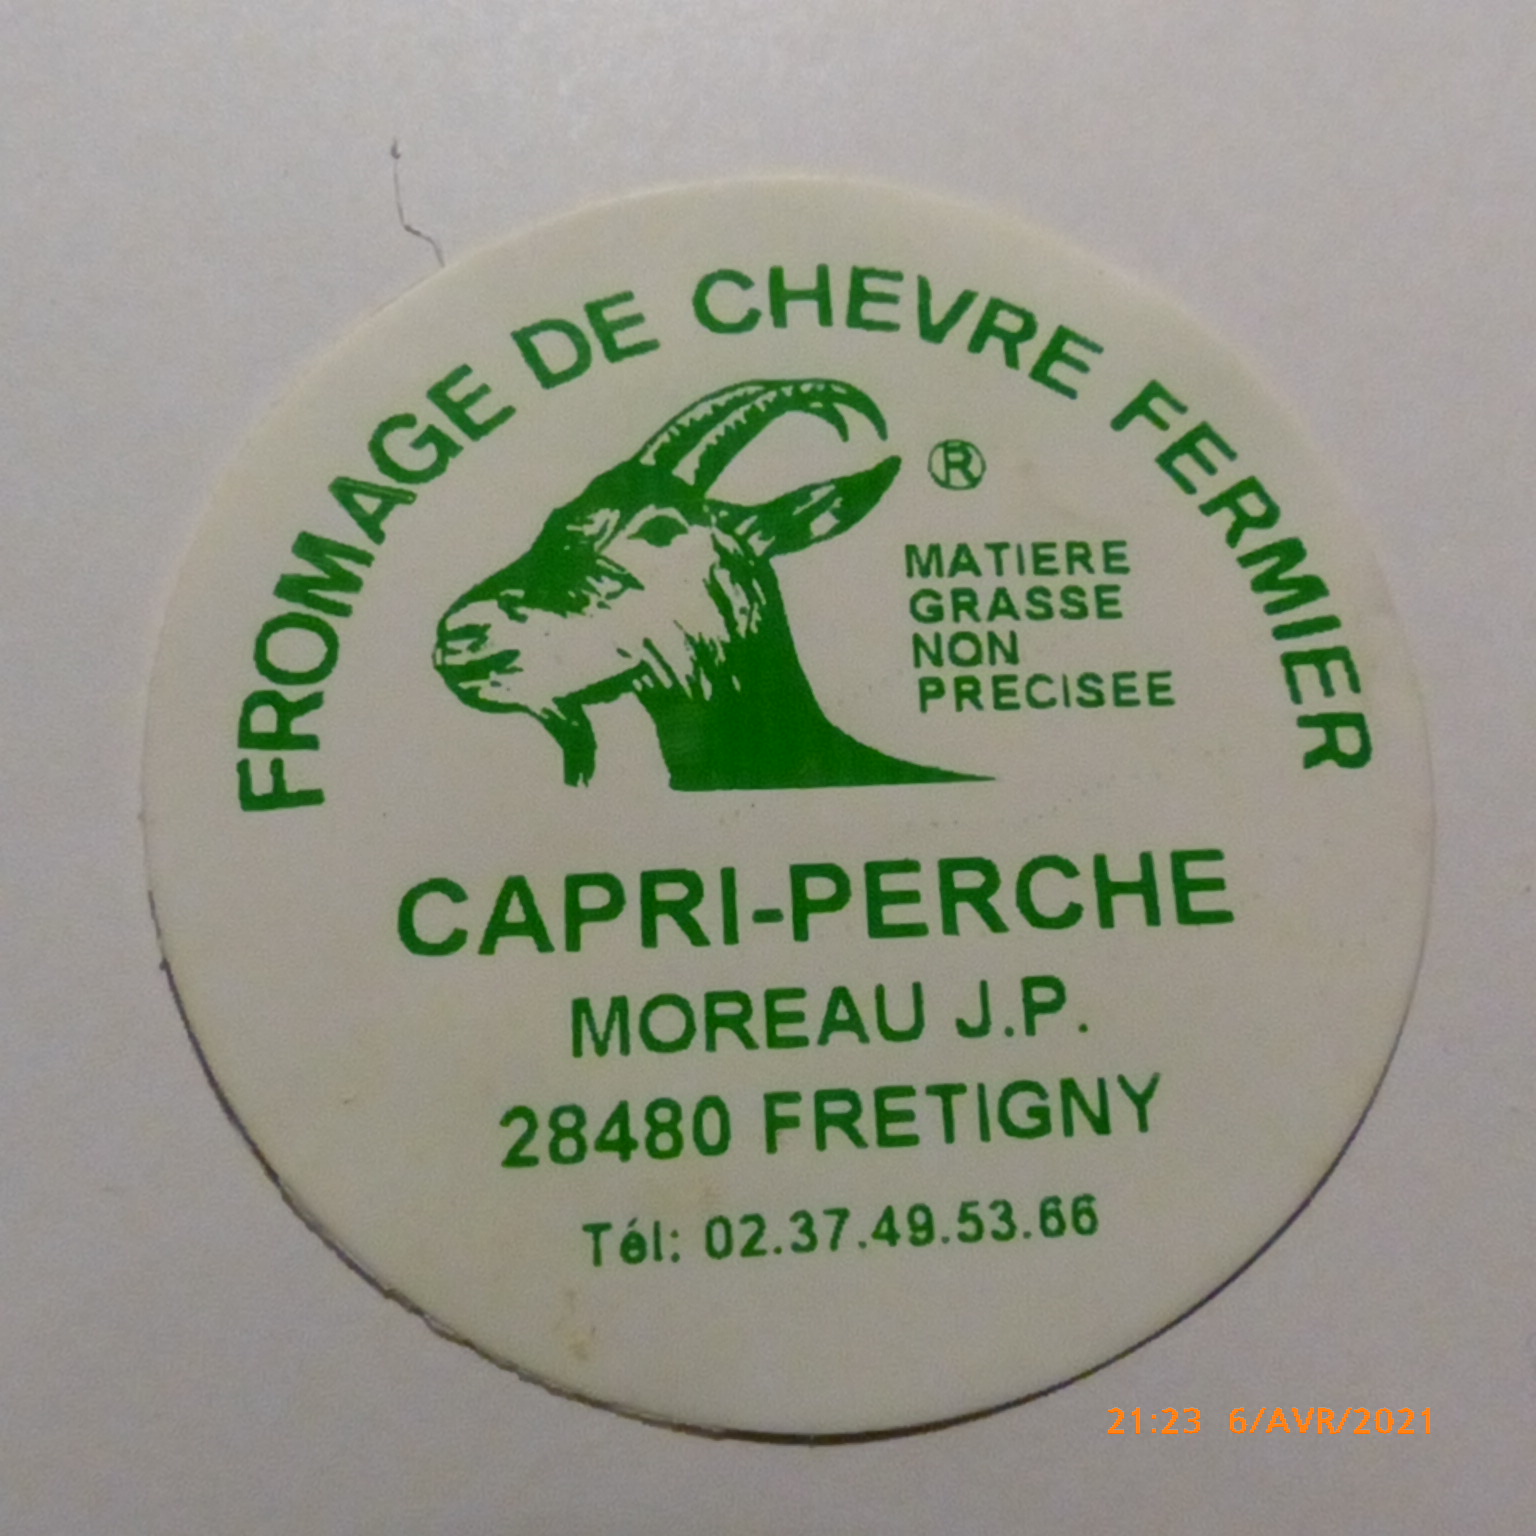 FROMAGE DE CHEVRE FERMIER
®
MATIERE
GRASSE
NON
PRECISEE
CAPRI-PERCHE
MOREAU J.P.
28480 FRETIGNY
Tél: 02.37.49.53.66
21:23 6/AVR/2021